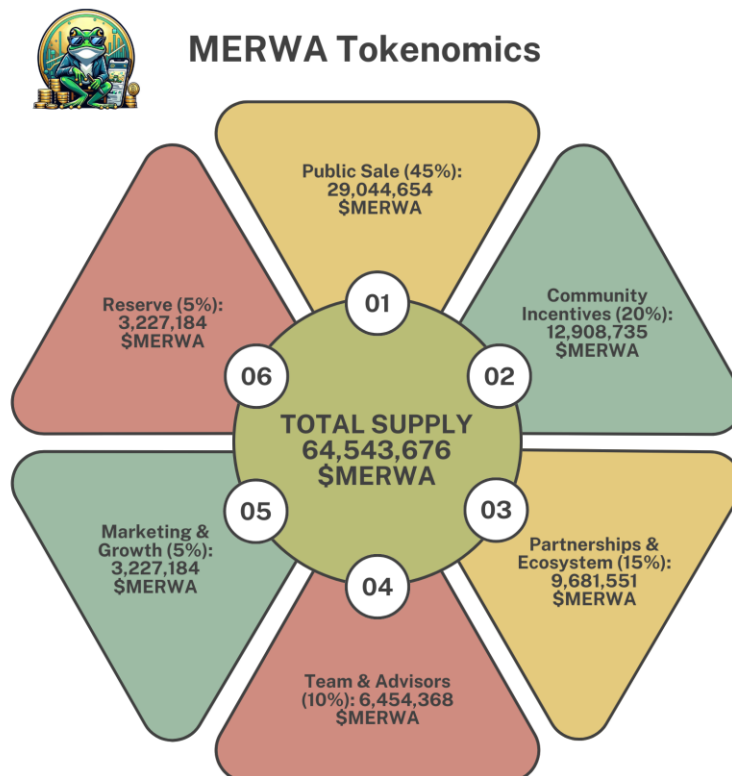 MERWA Tokenomics
Public Sale (45%):
29,044,654
$MERWA
01
Community
Incentives (20%):
12,908,735
$MERWA
02
Partnerships &
Ecosystem (15%):
9,681,551
$MERWA
03
Team & Advisors
(10%): 6,454,368
$MERWA
04
Marketing &
Growth (5%):
3,227,184
$MERWA
05
Reserve (5%):
3,227,184
$MERWA
06
TOTAL SUPPLY
64,543,676
$MERWA